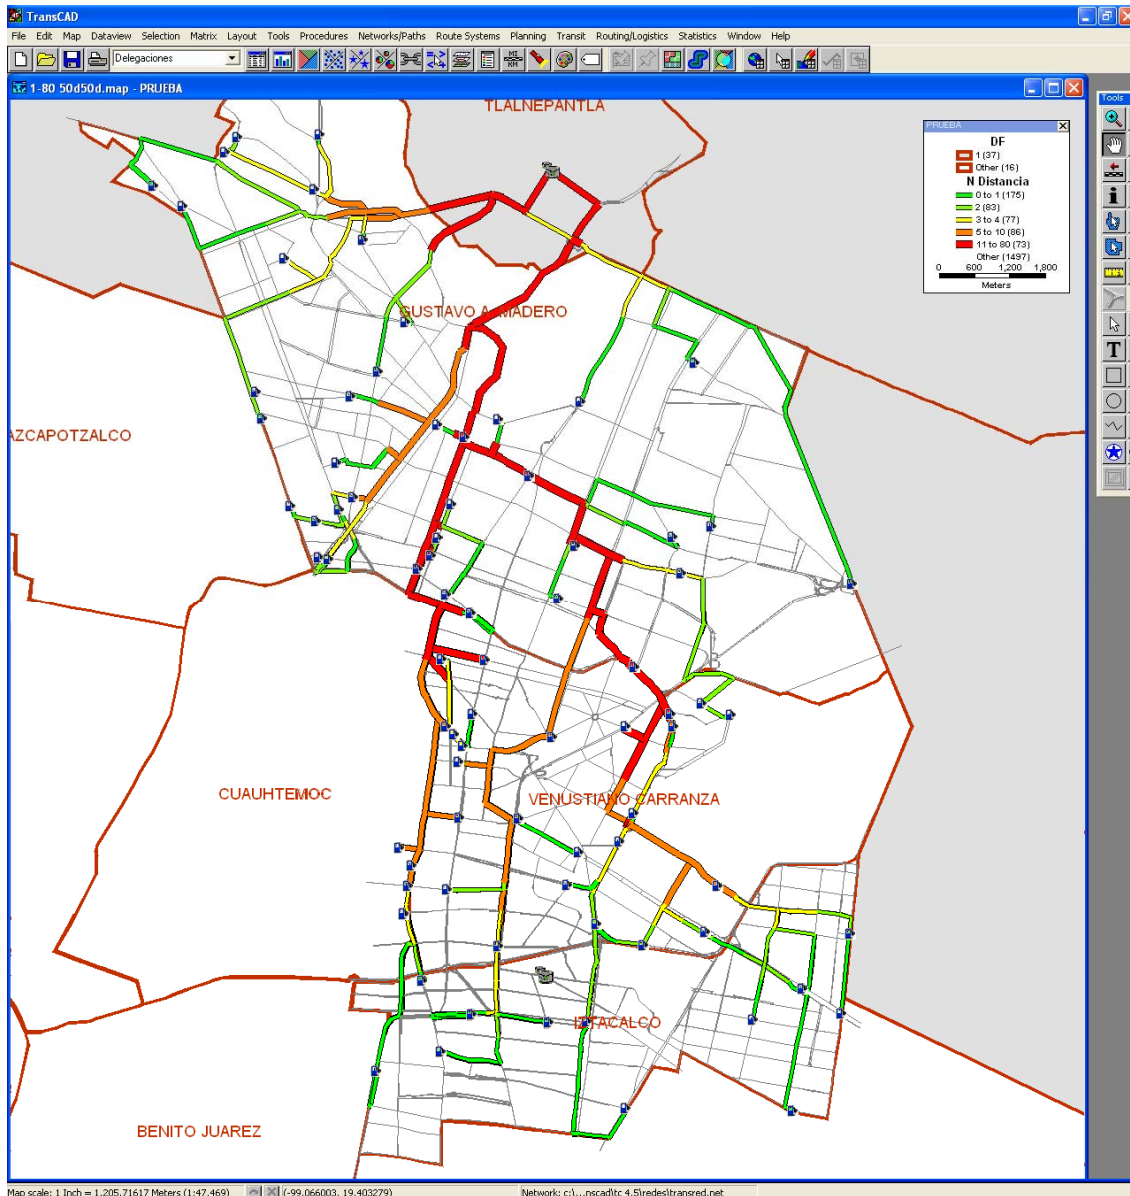 TransCAD
File Edit Map Dataview Selection Matrix Layout Tools Procedures Networks/Paths Route Systems Planning Transit Routing/Logistics Statistics Window Help
Delegaciones
MI
KM
1-80 50d50d.map - PRUEBA
Tools
TLALNEPANTLA
PRUEBA
DF
1 (37)
Other (16)
N Distancia
0 to 1 (175)
2 (83)
3 to 4 (77)
5 to 10 (86)
11 to 80 (73)
Other (1497)
0 600 1,200 1,800
Meters
GUSTAVO A MADERO
AZCAPOTZALCO
CUAUHTEMOC
VENUSTIANO CARRANZA
IZTACALCO
BENITO JUAREZ
Map scale: 1 Inch = 1,205.71617 Meters (1:47,469) (-99.066003, 19.403279) Network: c:\...nscad\tc 4.5\redes\transred.net